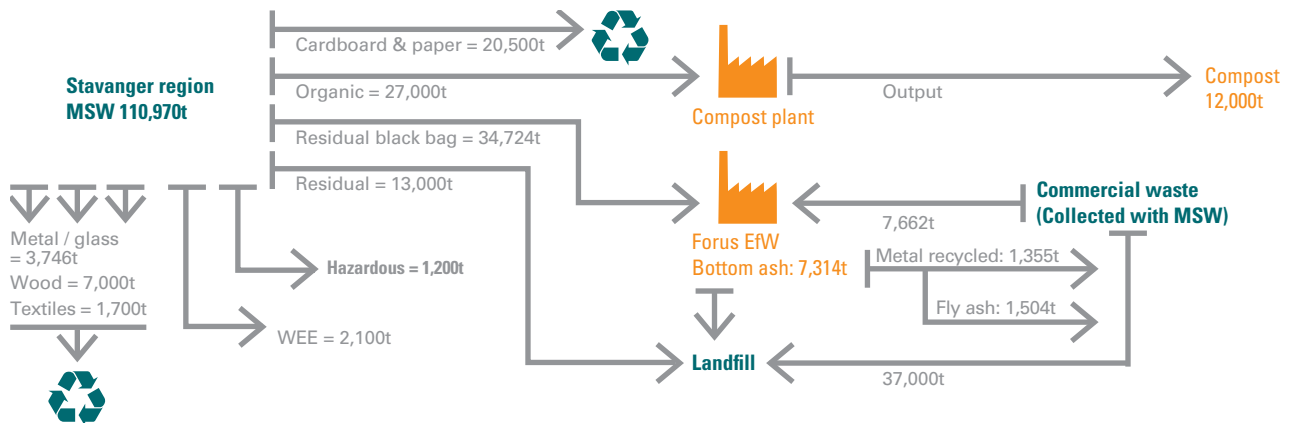 Cardboard & paper = 20,500t
Stavanger region
MSW 110,970t
Organic = 27,000t
Compost plant
Output
Compost
12,000t
Residual black bag = 34,724t
Residual = 13,000t
Commercial waste
(Collected with MSW)
7,662t
Metal / glass
= 3,746t
Wood = 7,000t
Textiles = 1,700t
Hazardous = 1,200t
WEE = 2,100t
Forus EfW
Bottom ash: 7,314t
Metal recycled: 1,355t
Fly ash: 1,504t
Landfill
37,000t